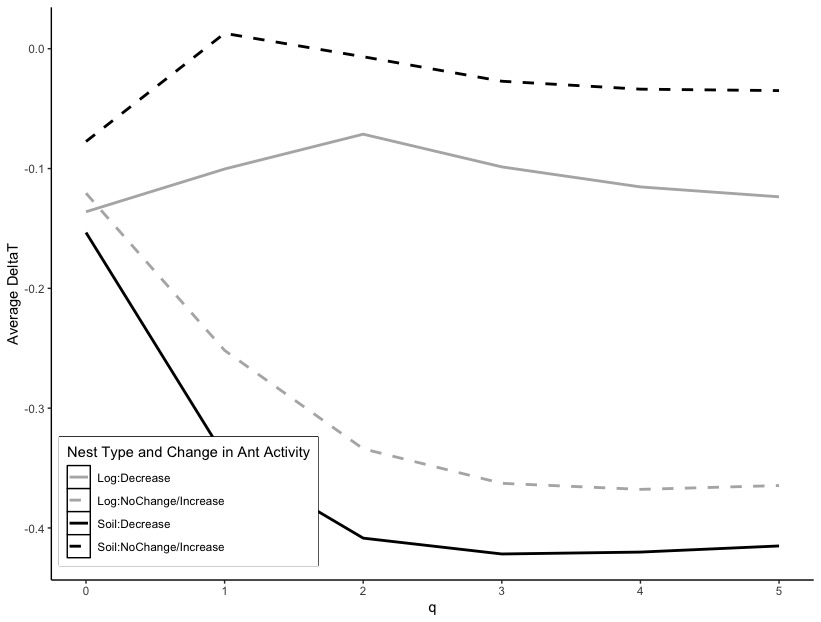 0.0
-0.1
-0.2
-0.3
-0.4
Average DeltaT
Nest Type and Change in Ant Activity
Log:Decrease
Log:NoChange/Increase
Soil:Decrease
Soil:NoChange/Increase
0 1 2 3 4 5
q